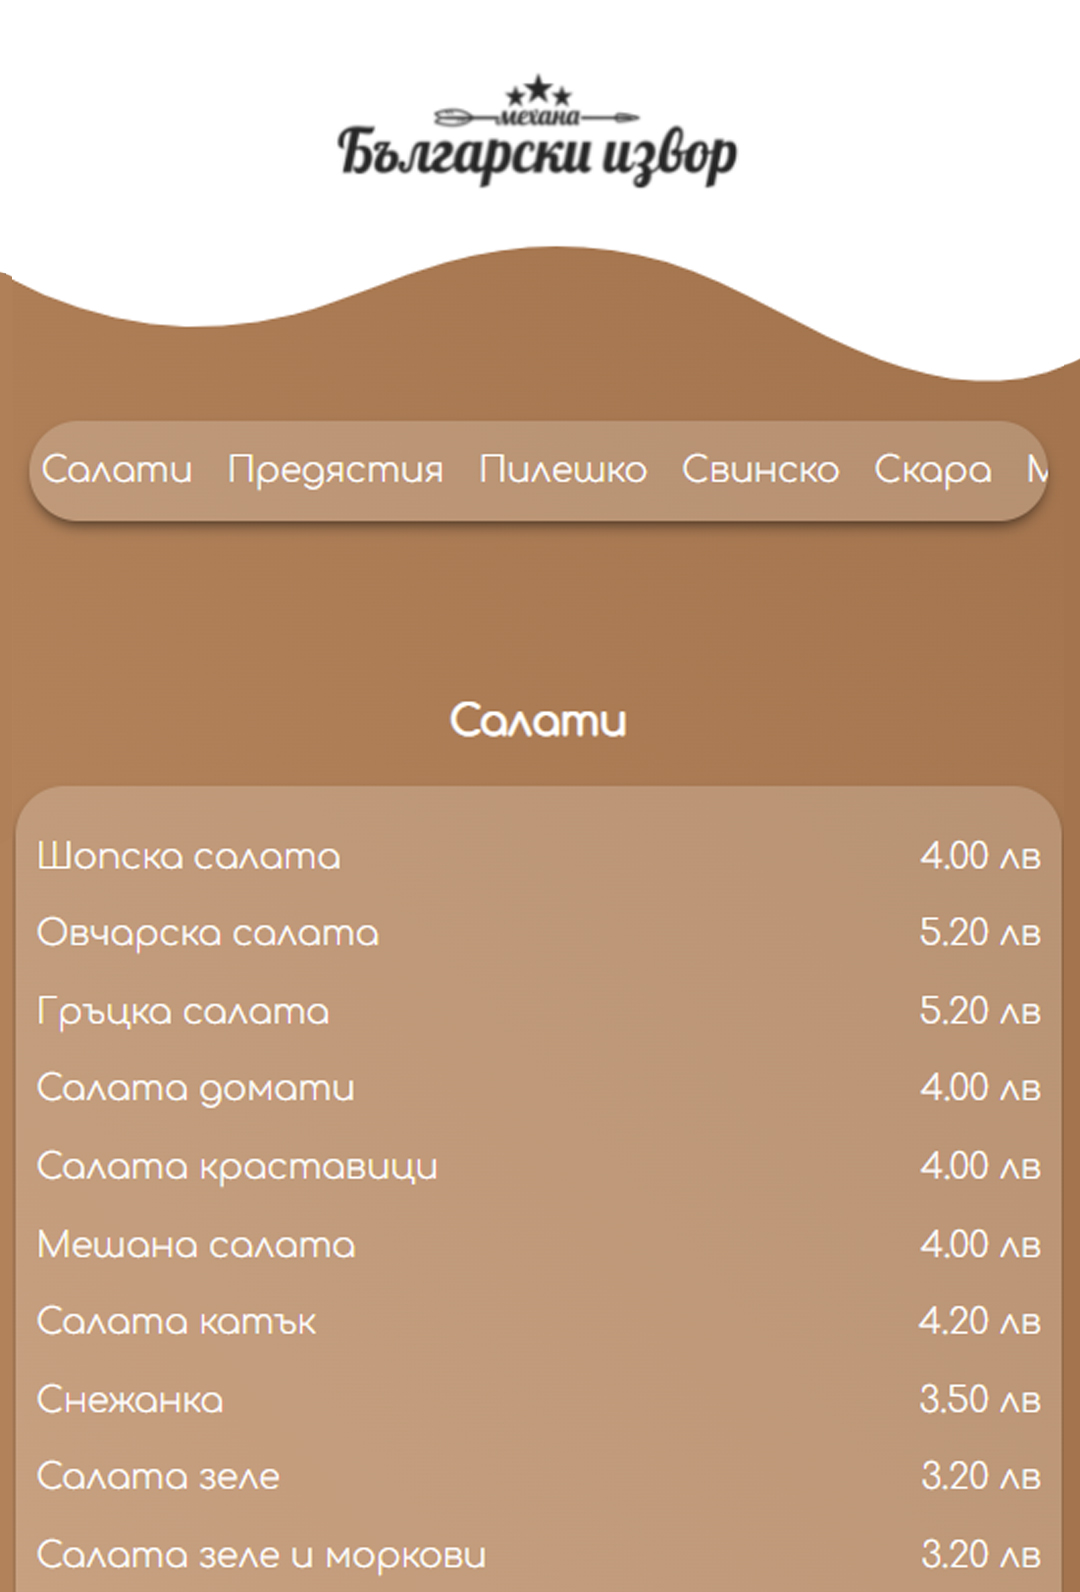 механа
Български извор
Салати Предястия Пилешко Свинско Скара М
Салати
Шопска салата 4.00 лв
Овчарска салата 5.20 лв
Гръцка салата 5.20 лв
Салата домати 4.00 лв
Салата краставици 4.00 лв
Мешана салата 4.00 лв
Салата катък 4.20 лв
Снежанка 3.50 лв
Салата зеле 3.20 лв
Салата зеле и моркови 3.20 лв